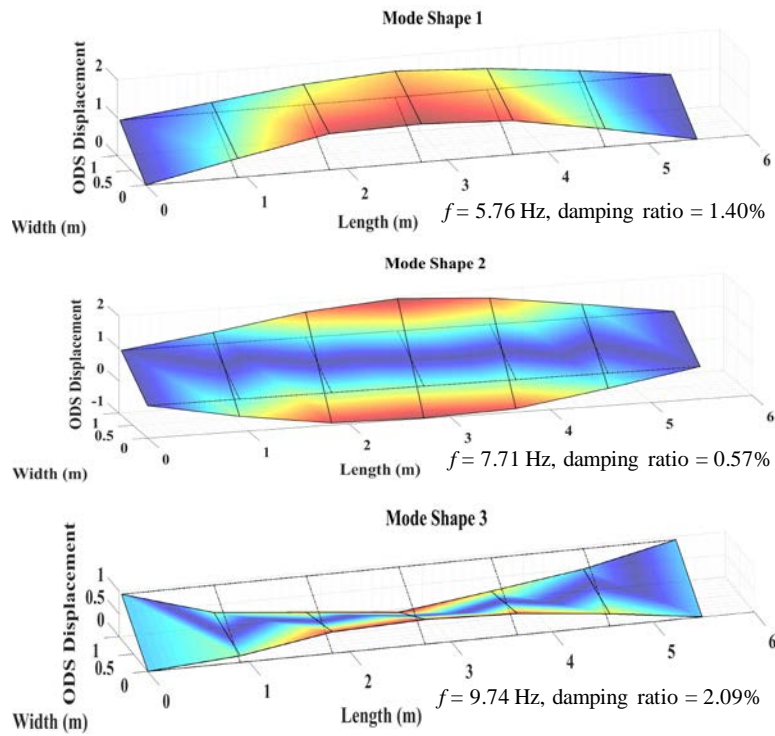 Mode Shape 1
ODS Displacement
2
1
0
1
0.5
0
Width (m)
0
1
2
3
4
5
6
Length (m)
f = 5.76 Hz, damping ratio = 1.40%
Mode Shape 2
ODS Displacement
2
1
0
-1
1
0.5
0
Width (m)
0
1
2
3
4
5
6
Length (m)
f = 7.71 Hz, damping ratio = 0.57%
Mode Shape 3
ODS Displacement
1
0.5
0
1
0.5
0
Width (m)
0
1
2
3
4
5
6
Length (m)
f = 9.74 Hz, damping ratio = 2.09%